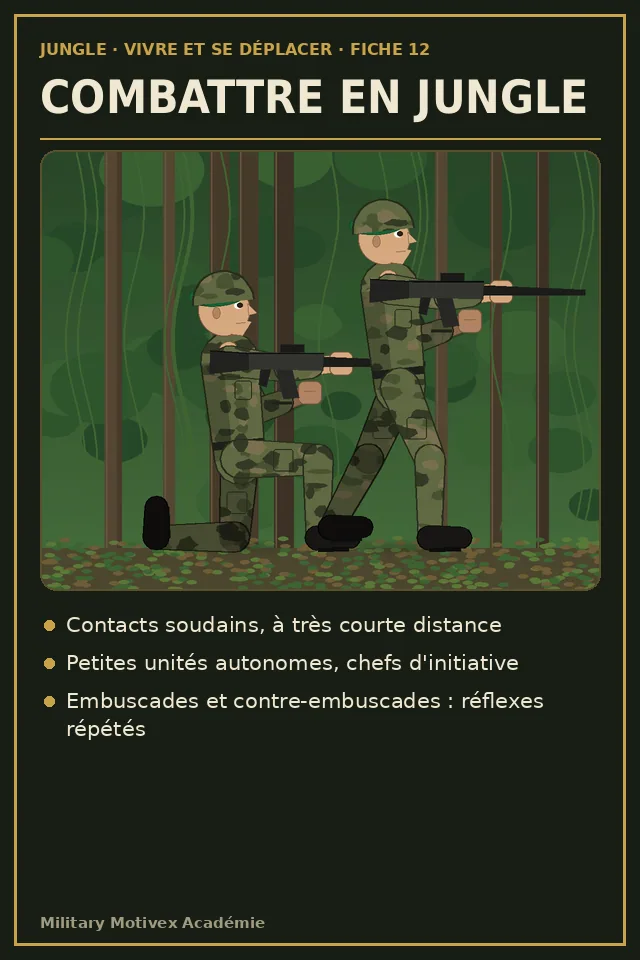 JUNGLE · VIVRE ET SE DÉPLACER · FICHE 12
COMBATTRE EN JUNGLE
Contacts soudains, à très courte distance
Petites unités autonomes, chefs d'initiative
Embuscades et contre-embuscades : réflexes
répétés
Military Motivex Académie